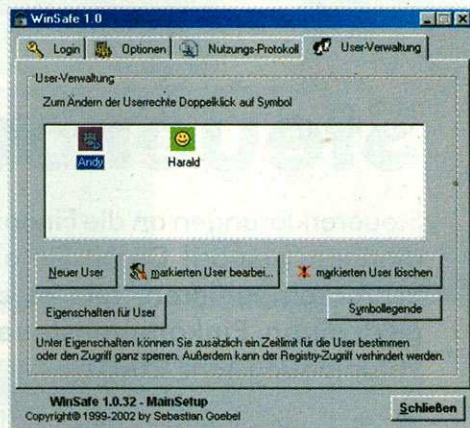 WinSafe 1.0
Login Optionen Nutzungs-Protokoll User-Verwaltung
User-Verwaltung
Zum Ändern der Userrechte Doppelklick auf Symbol
Andy Harald
Neuer User markierten User bearbei... markierten User löschen
Eigenschaften für User Symbollegende
Unter Eigenschaften können Sie zusätzlich ein Zeitlimit für die User bestimmen
oder den Zugriff ganz sperren. Außerdem kann der Registry-Zugriff verhindert werden.
WinSafe 1.0.32 - MainSetup
Copyright© 1999-2002 by Sebastian Goebel
Schließen